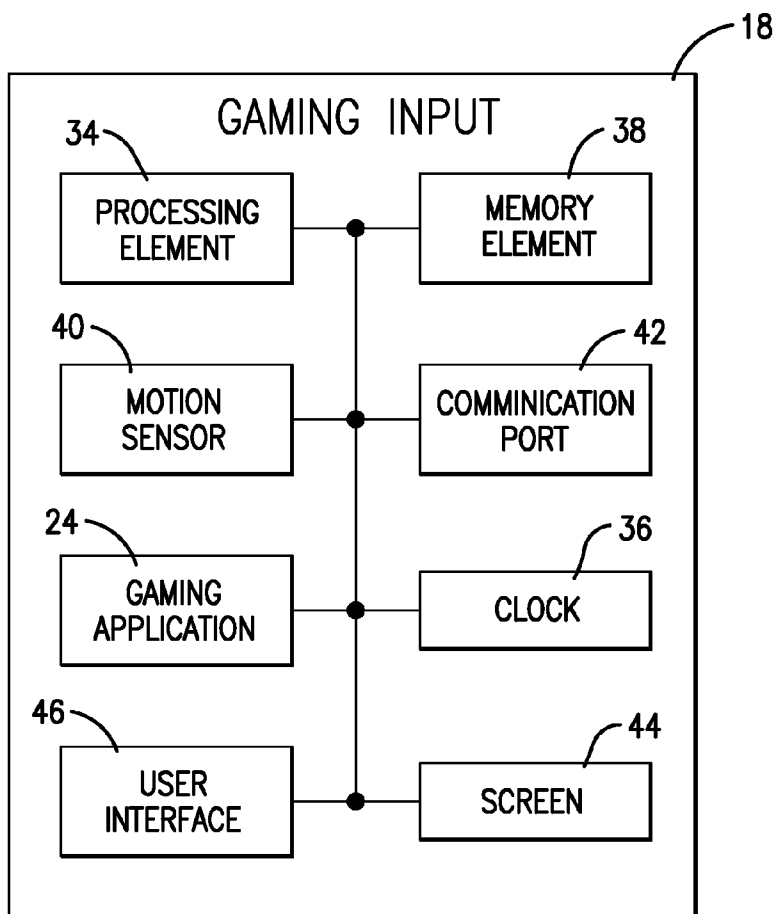 18
GAMING INPUT
34
38
PROCESSING
ELEMENT
MEMORY
ELEMENT
40
42
MOTION
SENSOR
COMMINICATION
PORT
24
36
GAMING
APPLICATION
CLOCK
46
44
USER
INTERFACE
SCREEN